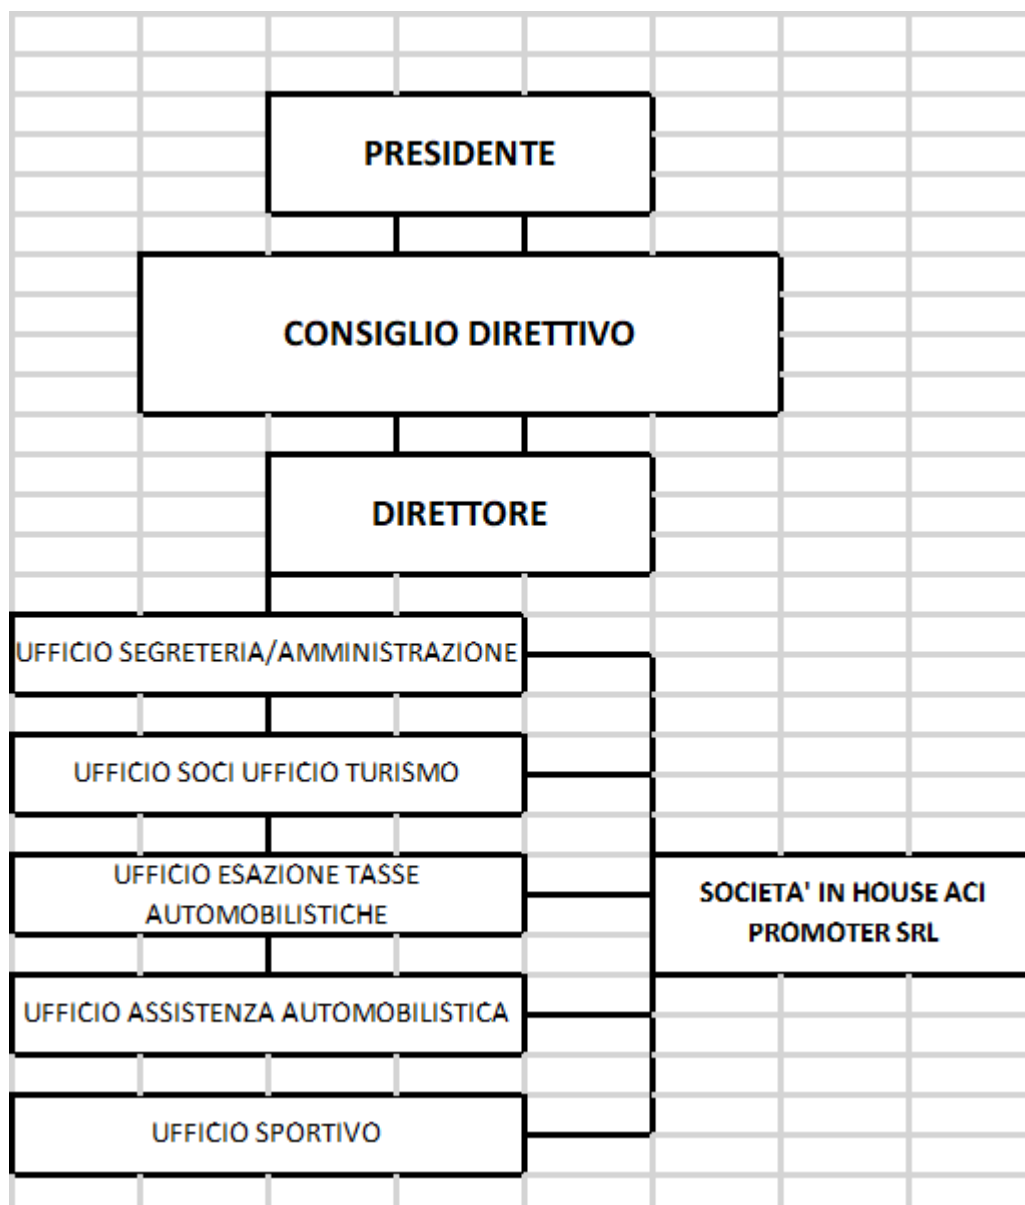 PRESIDENTE
CONSIGLIO DIRETTIVO
DIRETTORE
UFFICIO SEGRETERIA/AMMINISTRAZIONE
UFFICIO SOCI UFFICIO TURISMO
UFFICIO ESAZIONE TASSE
AUTOMOBILISTICHE
SOCIETA' IN HOUSE ACI
PROMOTER SRL
UFFICIO ASSISTENZA AUTOMOBILISTICA
UFFICIO SPORTIVO